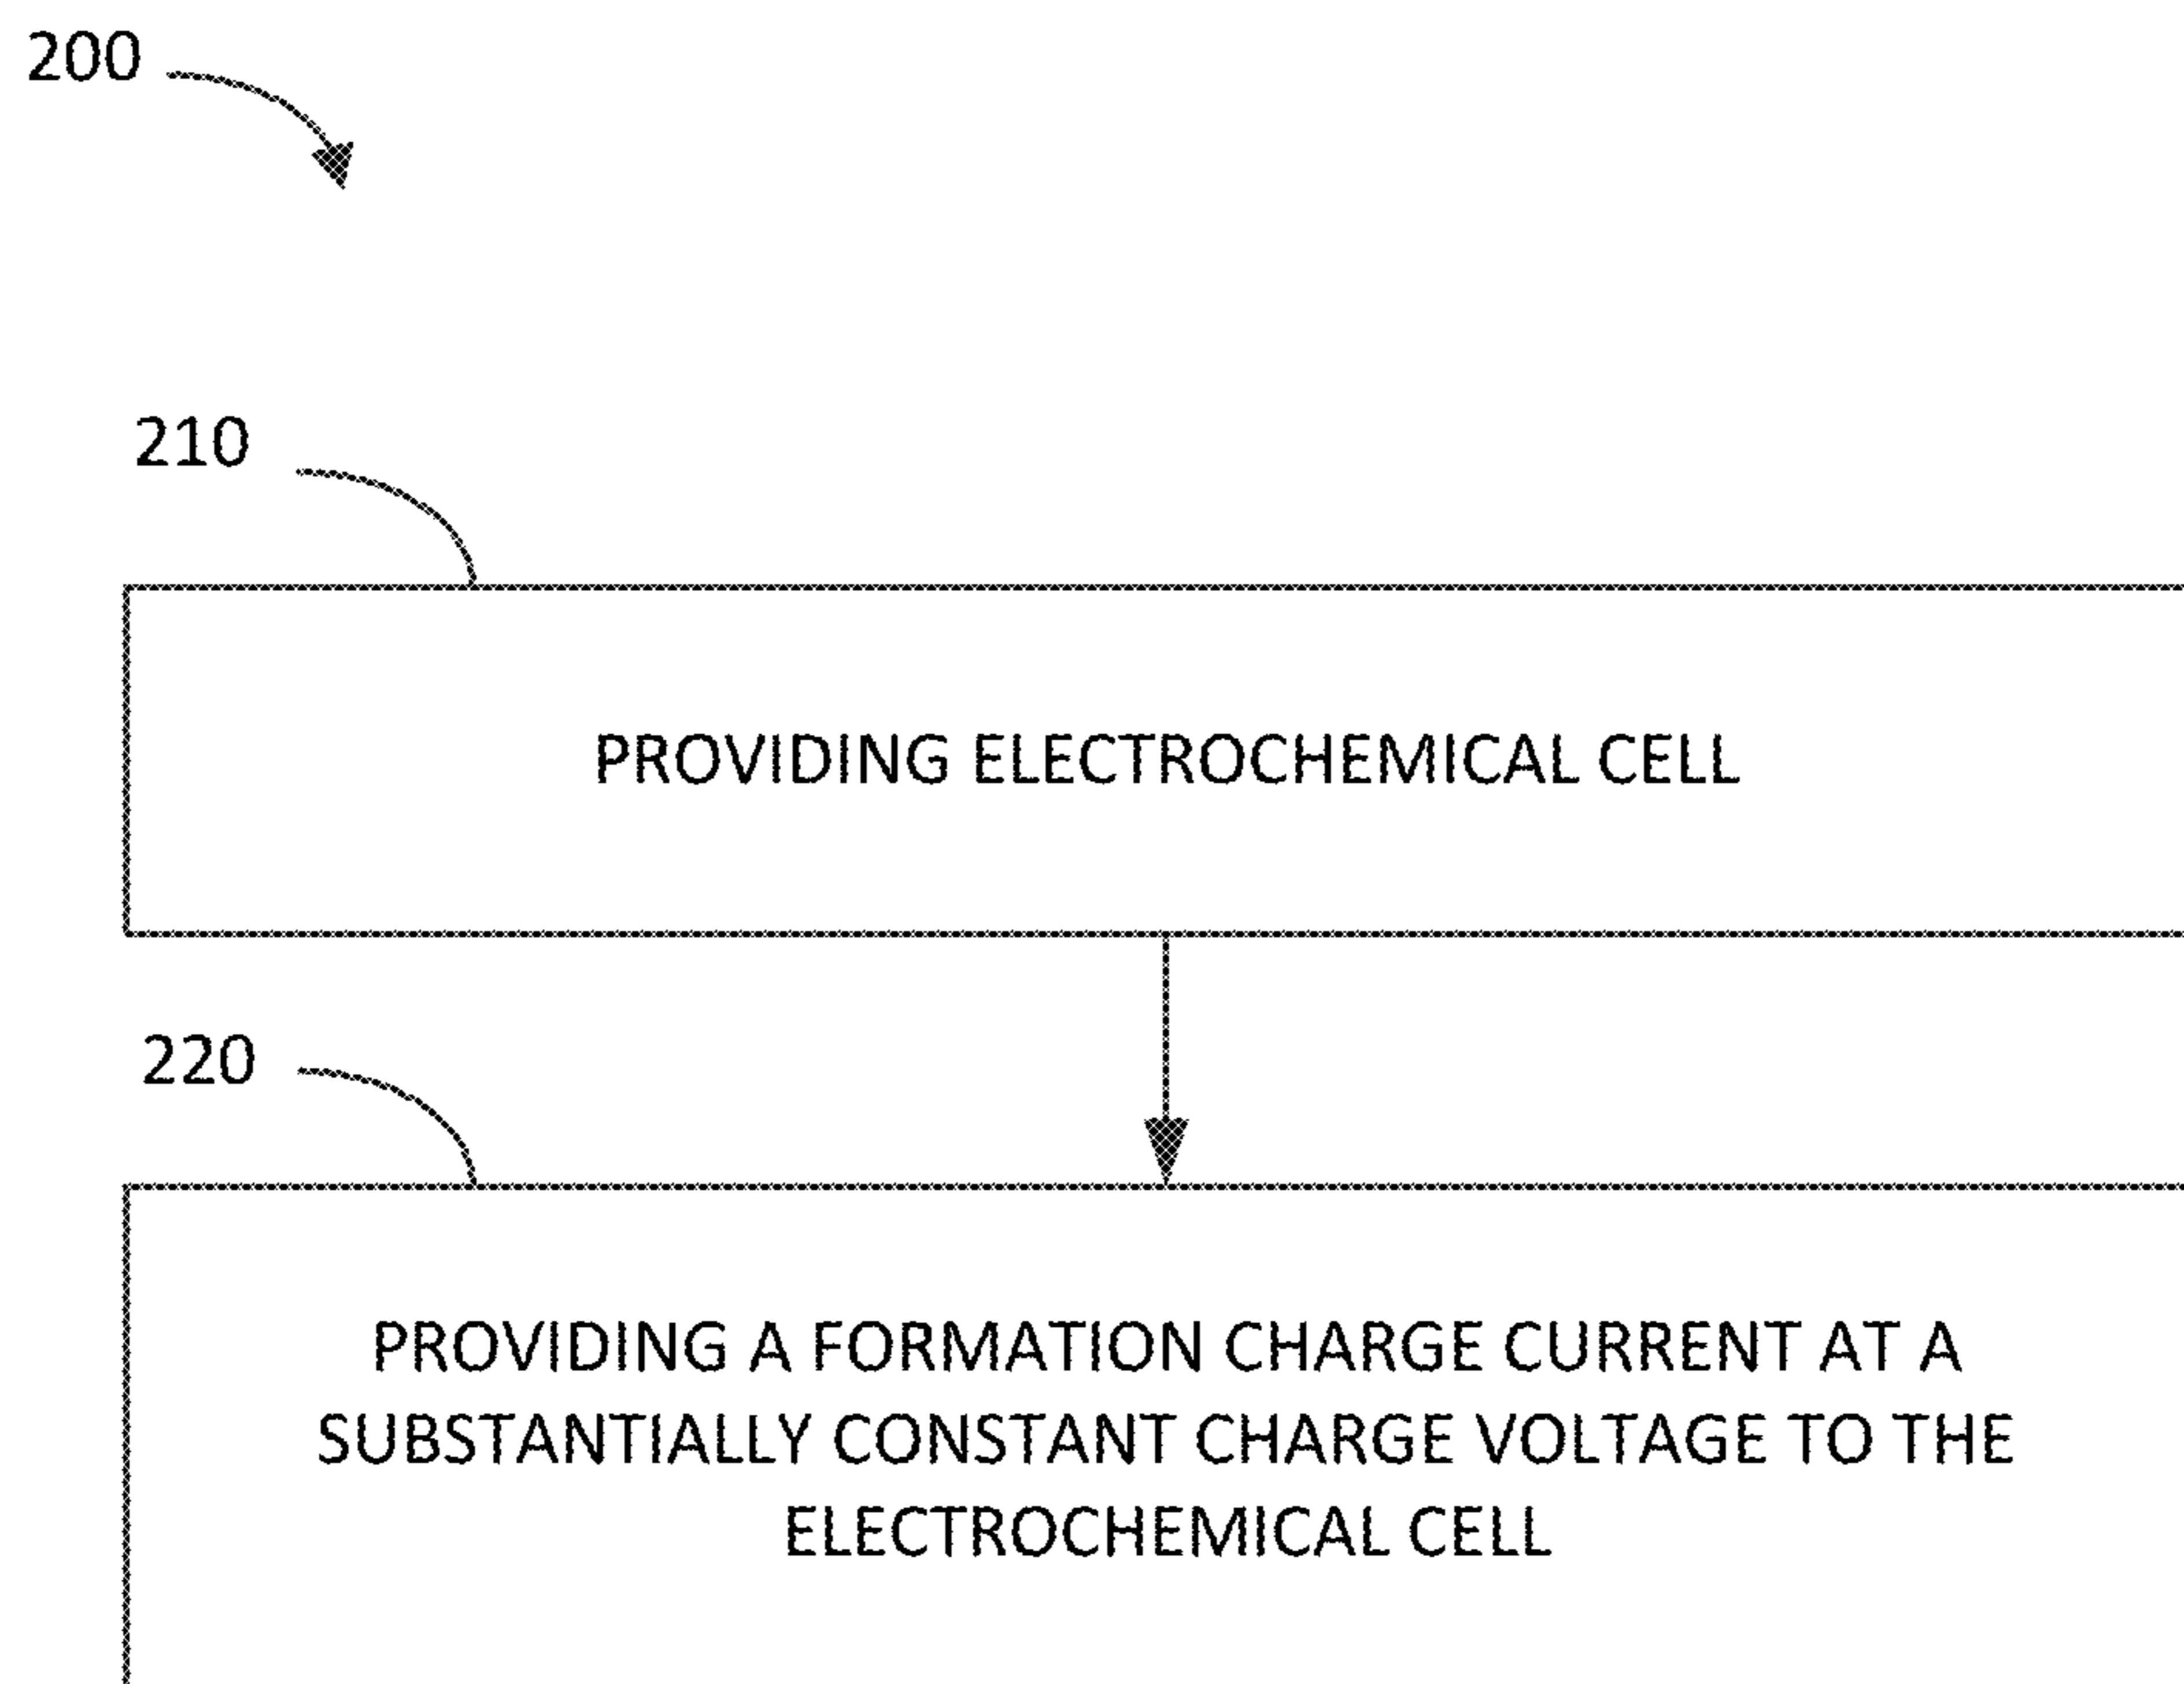 200
210
PROVIDING ELECTROCHEMICAL CELL
220
PROVIDING A FORMATION CHARGE CURRENT AT A
SUBSTANTIALLY CONSTANT CHARGE VOLTAGE TO THE
ELECTROCHEMICAL CELL